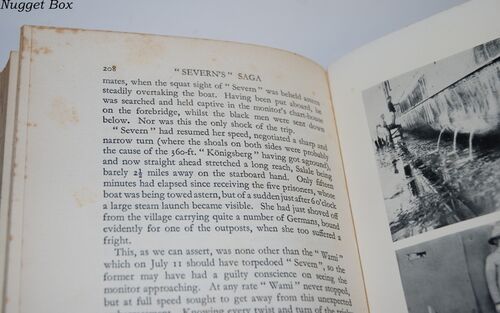 Nugget Box
208
"SEVERN'S" SAGA
mates, when the squat sight of "Severn" was beheld astern
steadily overtaking the boat. Having been put aboard, he
was searched and held captive in the monitor's chart-house
on the forebridge, whilst the black men were sent down
below. Nor was this the only shock of the trip.
"Severn" had resumed her speed, negotiated a sharp and
narrow turn (where the shoals on both sides were probably
the cause of the 360-ft. "Königsberg" having got aground),
and now straight ahead stretched a long reach, Salale being
barely 2½ miles away on the starboard hand. Only fifteen
minutes had elapsed since receiving the five prisoners, whose
boat was being towed astern, but of a sudden just after 6 o'clock
a large steam launch became visible. She had just shoved off
from the village carrying quite a number of Germans, bound
evidently for one of the outposts, when she too suffered a
fright.
This, as we can assert, was none other than the "Wami"
which on July 11 should have torpedoed "Severn", so the
former may have had a guilty conscience on seeing the
monitor approaching. At any rate "Wami" never stopped,
but at full speed sought to get away from this unexpected
Knowing every twist and turn of the